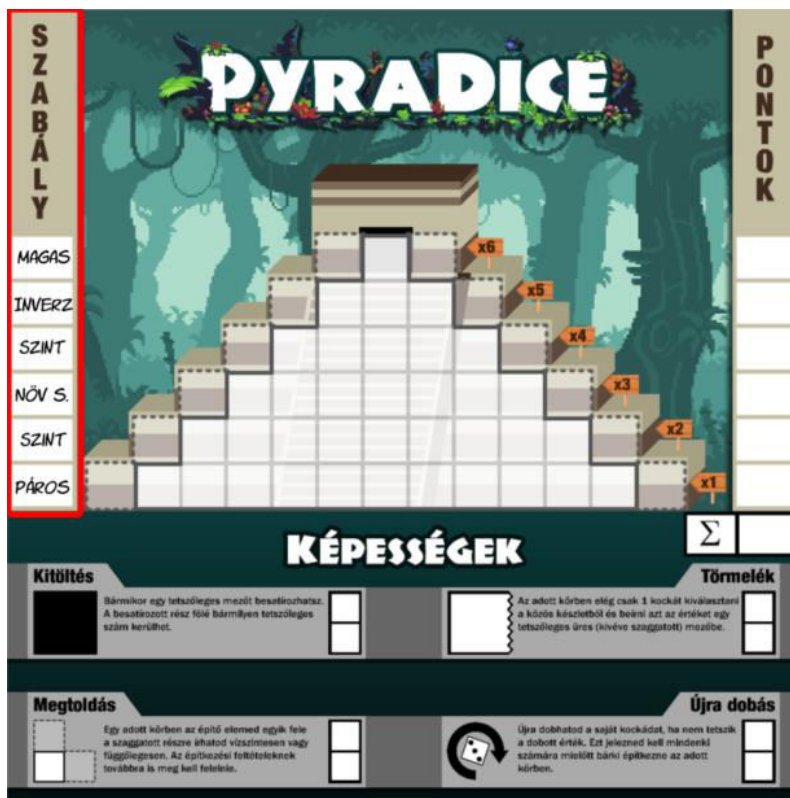 SZABÁLY
PYRADICE
PONTOK
MAGAS
x6
INVERZ
x5
SZINT
x4
NÖV S.
x3
SZINT
x2
PÁROS
x1
Σ
KÉPESSÉGEK
Kitöltés
Bármikor egy tetszőleges mezőt besatírozhatsz.
A besatírozott rész fölé bármilyen tetszőleges
szám kerülhet.
Törmelék
Az adott körben elég csak 1 kockát kiválasztani
a közös készletból és beírni azt az értéket egy
tetszőleges üres (kivéve szaggatott) mezőbe.
Megtoldás
Egy adott körben az építő elemed egyik fele
a szaggatott részre írhatod vízszintesen vagy
függőlegesen. Az építkezési feltételeknek
továbbra is meg kell felelnie.
Újra dobás
Újra dobhatod a saját kockádat, ha nem tetszik
a dobott érték. Ezt jelezned kell mindenki
számára mielőtt bárki építkezne az adott
körben.